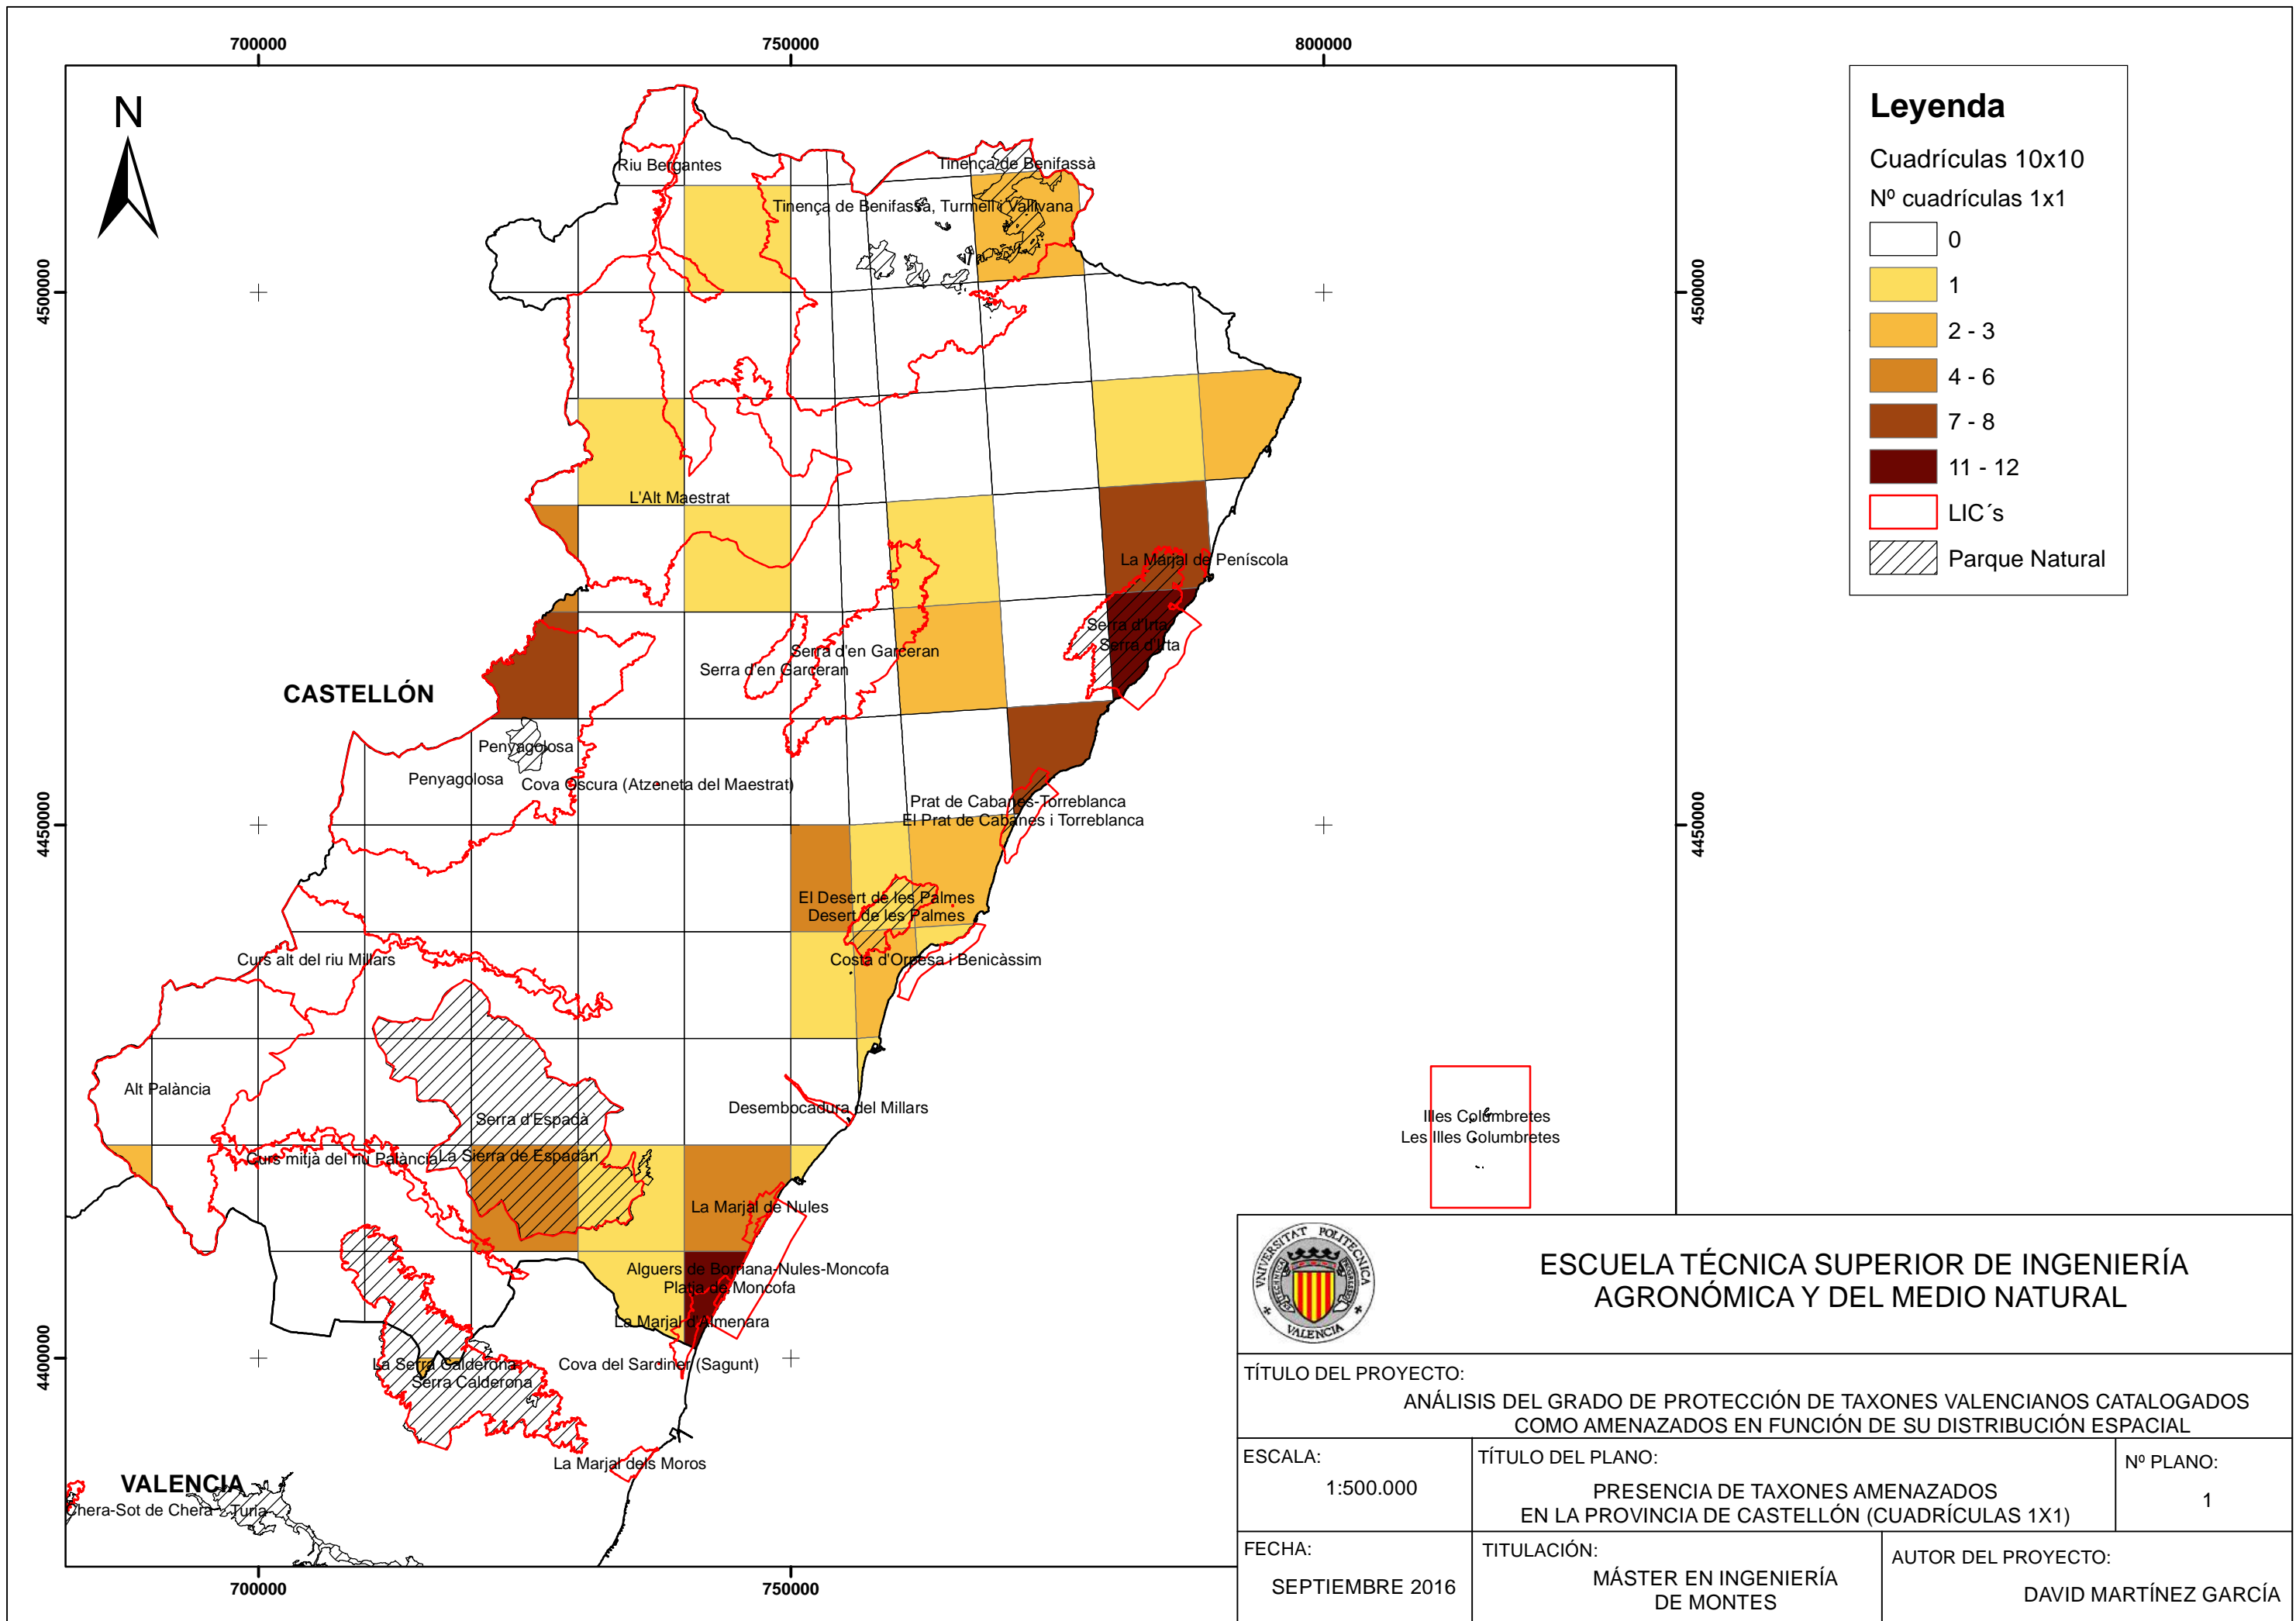 700000
750000
800000
N
Riu Bergantes
Tinença de Benifassà
Tinença de Benifassà, Turmell i Vallivana
4500000
4500000
L'Alt Maestrat
La Marjal de Peníscola
Serra d'Irta
Serra d'Irta
Serra d'en Garceran
Serra d'en Garceran
CASTELLÓN
Penyagolosa
Penyagolosa
Cova Oscura (Atzeneta del Maestrat)
Prat de Cabanes-Torreblanca
El Prat de Cabanes i Torreblanca
4450000
4450000
El Desert de les Palmes
Desert de les Palmes
Curs alt del riu Millars
Costa d'Orpesa i Benicàssim
Alt Palància
Desembocadura del Millars
Serra d'Espadà
Illes Columbretes
Les Illes Columbretes
Curs mitjà del riu Palància
La Sierra de Espadán
La Marjal de Nules
Alguers de Borriana-Nules-Moncofa
Platja de Moncofa
La Marjal d'Almenara
4400000
La Serra Calderona
Cova del Sardiner (Sagunt)
Serra Calderona
La Marjal dels Moros
VALENCIA
Chera-Sot de Chera
Turia
700000
750000
Leyenda
Cuadrículas 10x10
Nº cuadrículas 1x1
0
1
2 - 3
4 - 6
7 - 8
11 - 12
LIC´s
Parque Natural
UNIVERSITAT POLITECNICA
VALENCIA
ESCUELA TÉCNICA SUPERIOR DE INGENIERÍA
AGRONÓMICA Y DEL MEDIO NATURAL
TÍTULO DEL PROYECTO:
ANÁLISIS DEL GRADO DE PROTECCIÓN DE TAXONES VALENCIANOS CATALOGADOS
COMO AMENAZADOS EN FUNCIÓN DE SU DISTRIBUCIÓN ESPACIAL
ESCALA:
1:500.000
TÍTULO DEL PLANO:
PRESENCIA DE TAXONES AMENAZADOS
EN LA PROVINCIA DE CASTELLÓN (CUADRÍCULAS 1X1)
Nº PLANO:
1
FECHA:
SEPTIEMBRE 2016
TITULACIÓN:
MÁSTER EN INGENIERÍA
DE MONTES
AUTOR DEL PROYECTO:
DAVID MARTÍNEZ GARCÍA